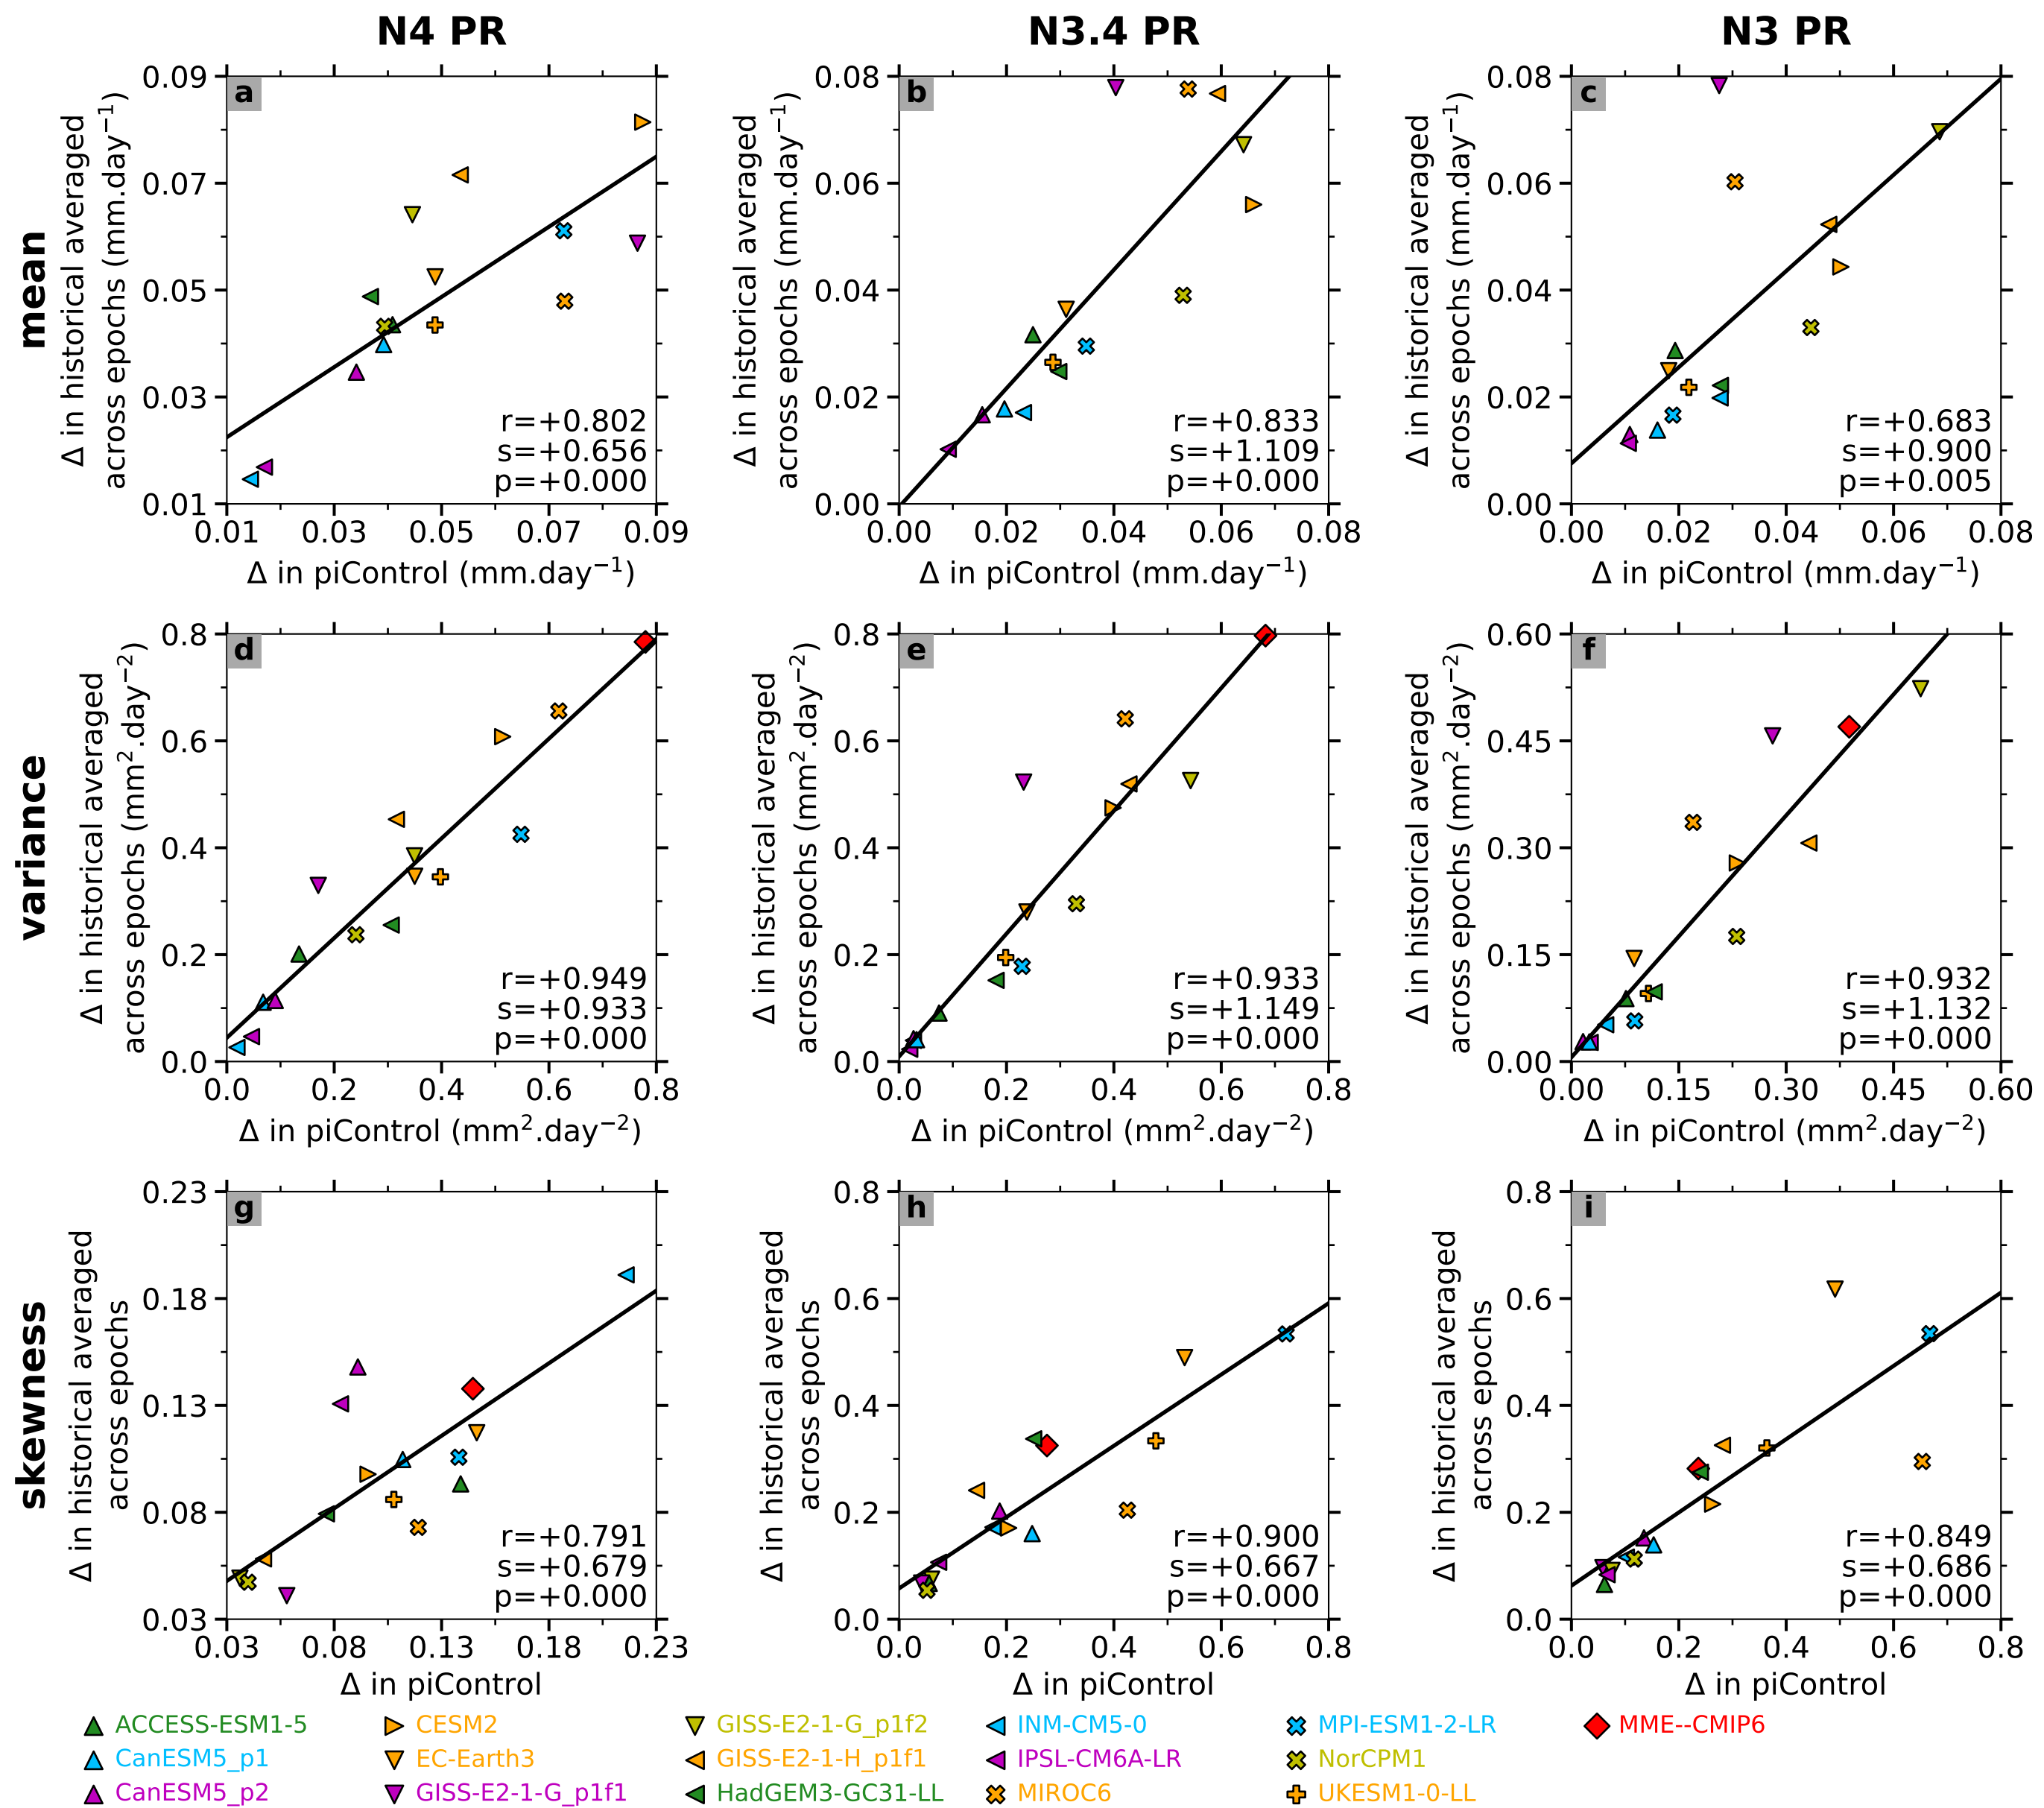 N4 PR
N3.4 PR
N3 PR
mean
Δ in historical averaged
across epochs (mm.day⁻¹)
0.09
0.07
0.05
0.03
0.01
a
r=+0.802
s=+0.656
p=+0.000
0.01 0.03 0.05 0.07 0.09
Δ in piControl (mm.day⁻¹)
Δ in historical averaged
across epochs (mm.day⁻¹)
0.08
0.06
0.04
0.02
0.00
b
r=+0.833
s=+1.109
p=+0.000
0.00 0.02 0.04 0.06 0.08
Δ in piControl (mm.day⁻¹)
Δ in historical averaged
across epochs (mm.day⁻¹)
0.08
0.06
0.04
0.02
0.00
c
r=+0.683
s=+0.900
p=+0.005
0.00 0.02 0.04 0.06 0.08
Δ in piControl (mm.day⁻¹)
variance
Δ in historical averaged
across epochs (mm².day⁻²)
0.8
0.6
0.4
0.2
0.0
d
r=+0.949
s=+0.933
p=+0.000
0.0 0.2 0.4 0.6 0.8
Δ in piControl (mm².day⁻²)
Δ in historical averaged
across epochs (mm².day⁻²)
0.8
0.6
0.4
0.2
0.0
e
r=+0.933
s=+1.149
p=+0.000
0.0 0.2 0.4 0.6 0.8
Δ in piControl (mm².day⁻²)
Δ in historical averaged
across epochs (mm².day⁻²)
0.60
0.45
0.30
0.15
0.00
f
r=+0.932
s=+1.132
p=+0.000
0.00 0.15 0.30 0.45 0.60
Δ in piControl (mm².day⁻²)
skewness
Δ in historical averaged
across epochs
0.23
0.18
0.13
0.08
0.03
g
r=+0.791
s=+0.679
p=+0.000
0.03 0.08 0.13 0.18 0.23
Δ in piControl
Δ in historical averaged
across epochs
0.8
0.6
0.4
0.2
0.0
h
r=+0.900
s=+0.667
p=+0.000
0.0 0.2 0.4 0.6 0.8
Δ in piControl
Δ in historical averaged
across epochs
0.8
0.6
0.4
0.2
0.0
i
r=+0.849
s=+0.686
p=+0.000
0.0 0.2 0.4 0.6 0.8
Δ in piControl
ACCESS-ESM1-5 CESM2 GISS-E2-1-G_p1f2 INM-CM5-0 MPI-ESM1-2-LR MME--CMIP6
CanESM5_p1 EC-Earth3 GISS-E2-1-H_p1f1 IPSL-CM6A-LR NorCPM1
CanESM5_p2 GISS-E2-1-G_p1f1 HadGEM3-GC31-LL MIROC6 UKESM1-0-LL